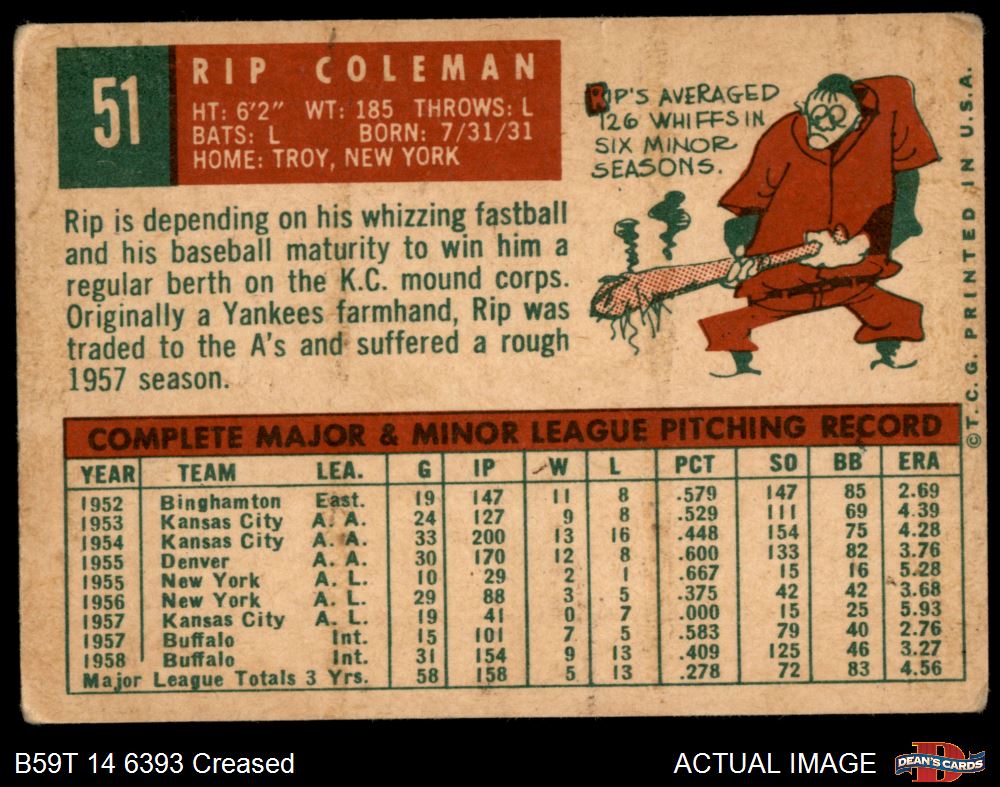 51
RIP COLEMAN
HT: 6'2" WT: 185 THROWS: L
BATS: L BORN: 7/31/31
HOME: TROY, NEW YORK
RIP'S AVERAGED
126 WHIFFS IN
SIX MINOR
SEASONS.
Rip is depending on his whizzing fastball
and his baseball maturity to win him a
regular berth on the K.C. mound corps.
Originally a Yankees farmhand, Rip was
traded to the A's and suffered a rough
1957 season.
©T.C.G. PRINTED IN U.S.A.
COMPLETE MAJOR & MINOR LEAGUE PITCHING RECORD
YEAR TEAM LEA. G IP W L PCT SO BB ERA
1952 Binghamton East. 19 147 11 8 .579 147 85 2.69
1953 Kansas City A. A. 24 127 9 8 .529 111 69 4.39
1954 Kansas City A. A. 33 200 13 16 .448 154 75 4.28
1955 Denver A. A. 30 170 12 8 .600 133 82 3.76
1955 New York A. L. 10 29 2 1 .667 15 16 5.28
1956 New York A. L. 29 88 3 5 .375 42 42 3.68
1957 Kansas City A. L. 19 41 0 7 .000 15 25 5.93
1957 Buffalo Int. 15 101 7 5 .583 79 40 2.76
1958 Buffalo Int. 31 154 9 13 .409 125 46 3.27
Major League Totals 3 Yrs. 58 158 5 13 .278 72 83 4.56
B59T 14 6393 Creased
ACTUAL IMAGE
D
DEAN'S CARDS